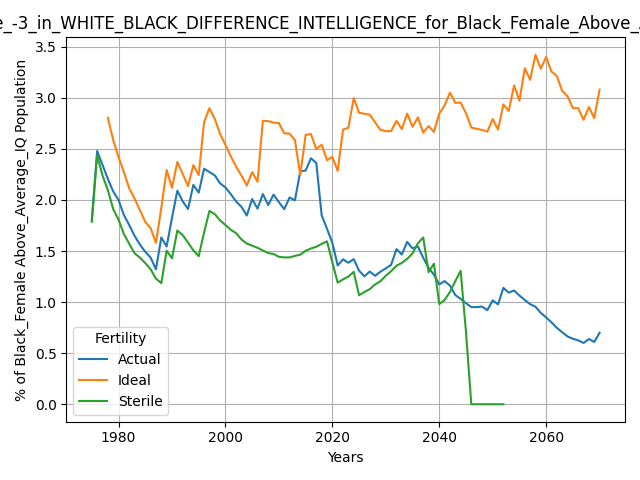 e_-3_in_WHITE_BLACK_DIFFERENCE_INTELLIGENCE_for_Black_Female_Above_
% of Black_Female Above_Average_IQ Population
3.5
3.0
2.5
2.0
1.5
1.0
0.5
0.0
Fertility
Actual
Ideal
Sterile
1980 2000 2020 2040 2060
Years